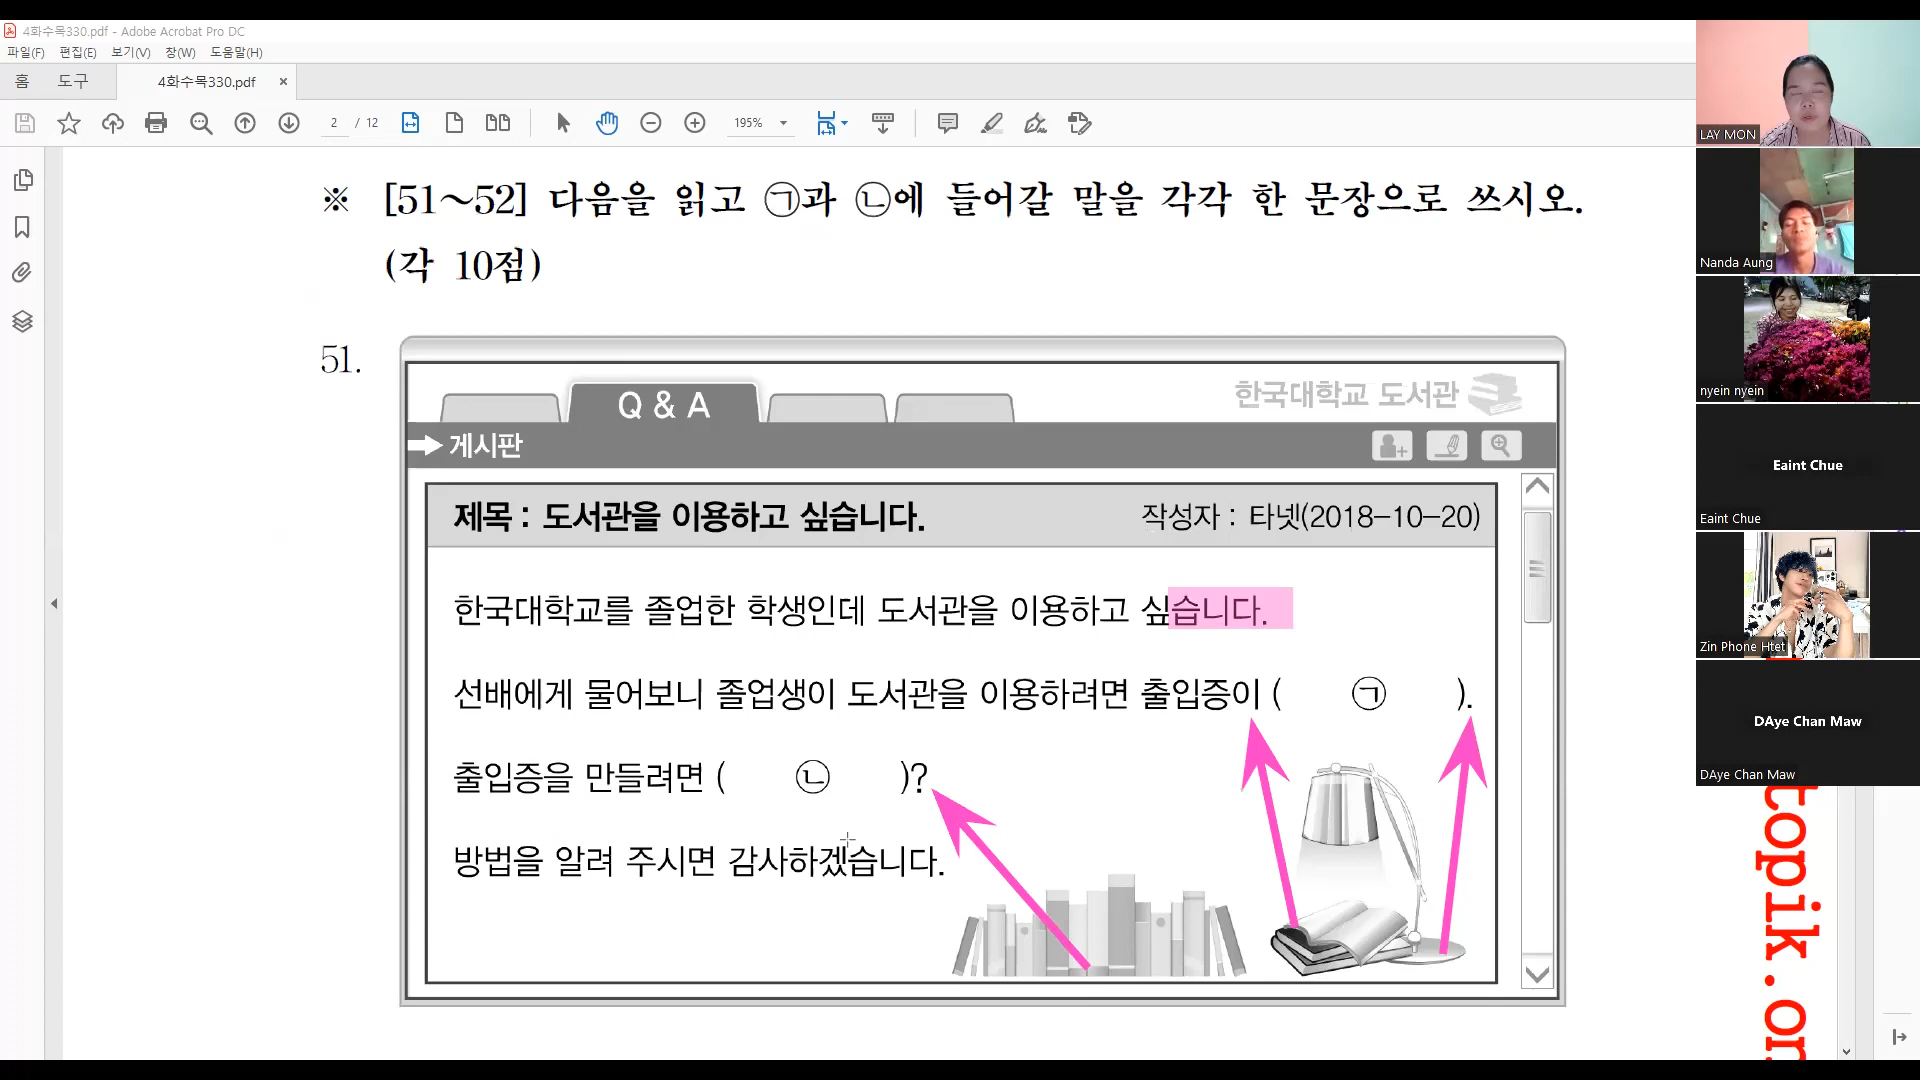 4화수목330.pdf - Adobe Acrobat Pro DC
파일(F) 편집(E) 보기(V) 창(W) 도움말(H)
홈 도구 4화수목330.pdf ×
2 / 12 195%
※ [51～52] 다음을 읽고 ㉠과 ㉡에 들어갈 말을 각각 한 문장으로 쓰시오.
(각 10점)
51.
Q & A
한국대학교 도서관
게시판
제목 : 도서관을 이용하고 싶습니다. 작성자 : 타넷(2018-10-20)
한국대학교를 졸업한 학생인데 도서관을 이용하고 싶습니다.
선배에게 물어보니 졸업생이 도서관을 이용하려면 출입증이 ( ㉠ ).
출입증을 만들려면 ( ㉡ )?
방법을 알려 주시면 감사하겠습니다.
LAY MON
Nanda Aung
nyein nyein
Eaint Chue
Eaint Chue
Zin Phone Htet
DAye Chan Maw
DAye Chan Maw
topik.or